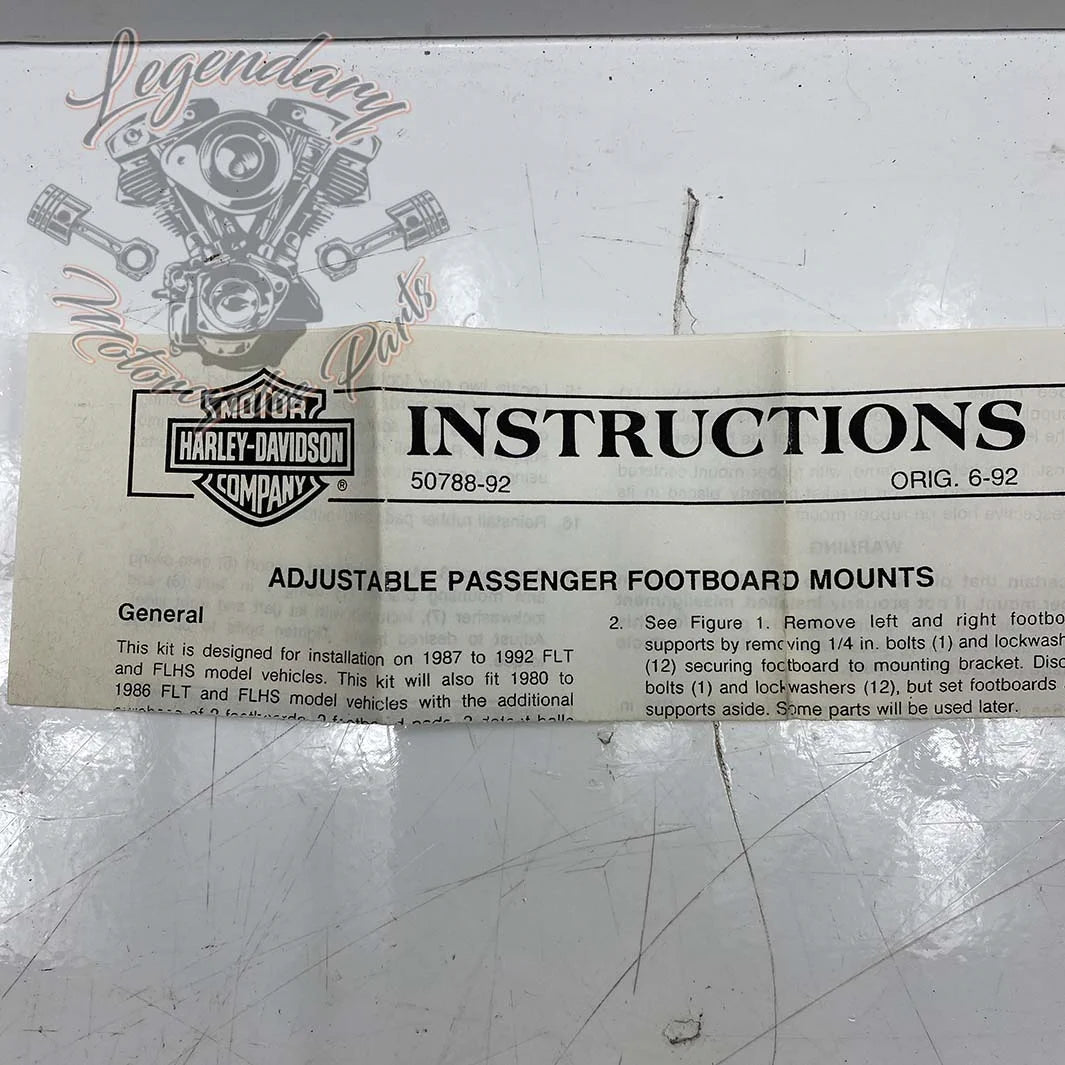 Legendary
Motorcycle Parts
MOTOR
HARLEY-DAVIDSON
COMPANY
®
INSTRUCTIONS
50788-92
ORIG. 6-92
ADJUSTABLE PASSENGER FOOTBOARD MOUNTS
General
This kit is designed for installation on 1987 to 1992 FLT
and FLHS model vehicles. This kit will also fit 1980 to
1986 FLT and FLHS model vehicles with the additional
2. See Figure 1. Remove left and right footbo
supports by removing 1/4 in. bolts (1) and lockwash
(12) securing footboard to mounting bracket. Disc
bolts (1) and lockwashers (12), but set footboards
supports aside. Some parts will be used later.